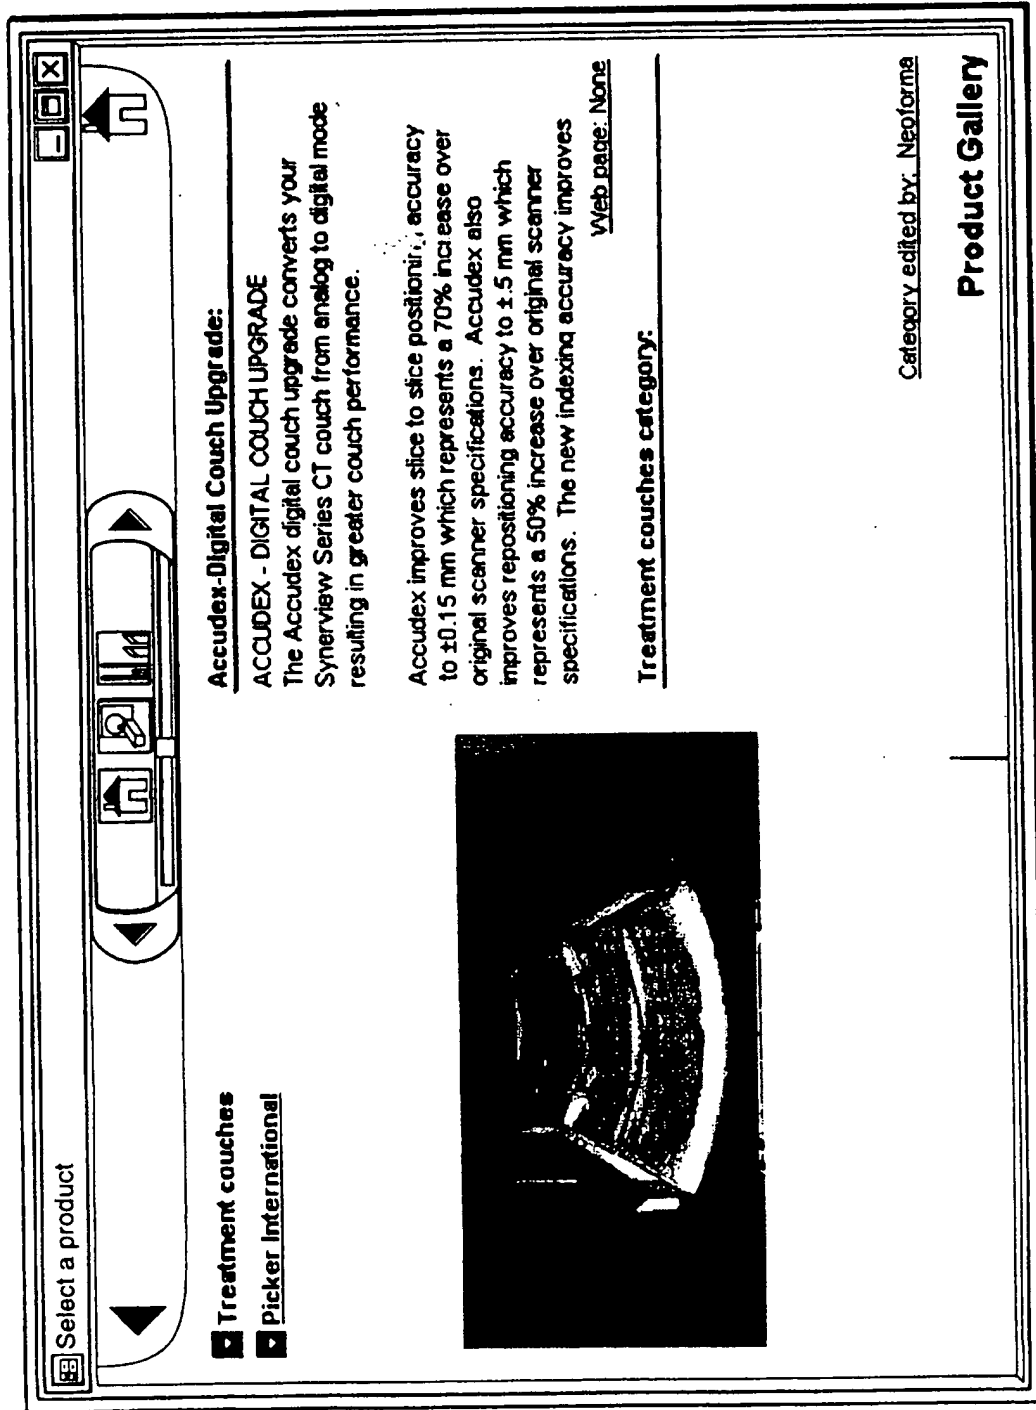 Select a product
Treatment couches
Picker International
Accudex-Digital Couch Upgrade:
ACCUDEX - DIGITAL COUCH UPGRADE
The Accudex digital couch upgrade converts your
Synerview Series CT couch from analog to digital mode
resulting in greater couch performance.
Accudex improves slice to slice positioning accuracy
to ±0.15 mm which represents a 70% increase over
original scanner specifications. Accudex also
improves repositioning accuracy to ±.5 mm which
represents a 50% increase over original scanner
specifications. The new indexing accuracy improves
Web page: None
Treatment couches category:
Category edited by: Neoforma
Product Gallery